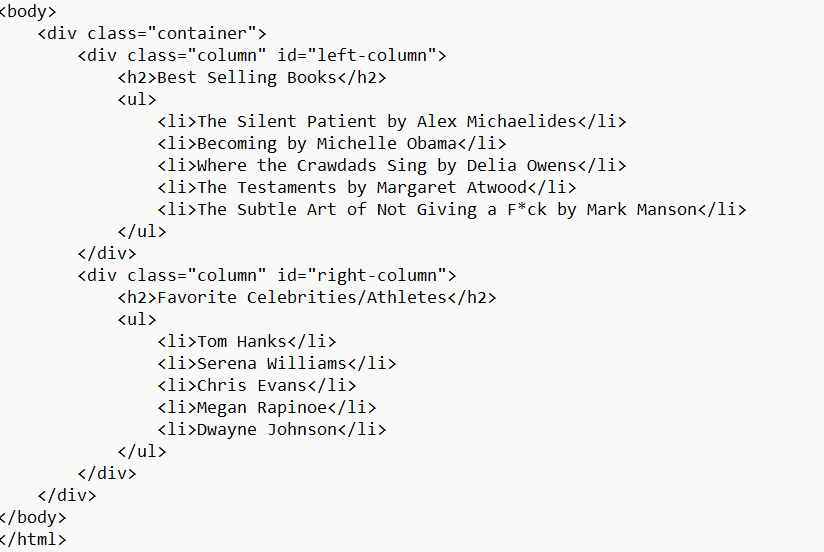 <body>
    <div class="container">
        <div class="column" id="left-column">
            <h2>Best Selling Books</h2>
            <ul>
                <li>The Silent Patient by Alex Michaelides</li>
                <li>Becoming by Michelle Obama</li>
                <li>Where the Crawdads Sing by Delia Owens</li>
                <li>The Testaments by Margaret Atwood</li>
                <li>The Subtle Art of Not Giving a F*ck by Mark Manson</li>
            </ul>
        </div>
        <div class="column" id="right-column">
            <h2>Favorite Celebrities/Athletes</h2>
            <ul>
                <li>Tom Hanks</li>
                <li>Serena Williams</li>
                <li>Chris Evans</li>
                <li>Megan Rapinoe</li>
                <li>Dwayne Johnson</li>
            </ul>
        </div>
    </div>
</body>
</html>